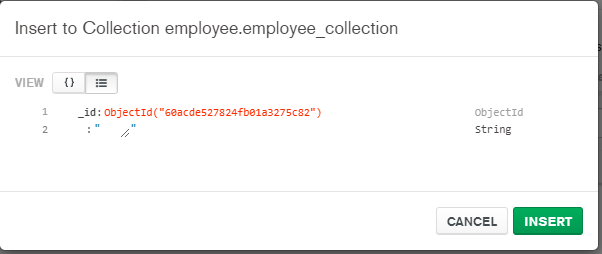 Insert to Collection employee.employee_collection
VIEW {}
1 _id:ObjectId("60acde527824fb01a3275c82") ObjectId
2 :" " String
CANCEL INSERT